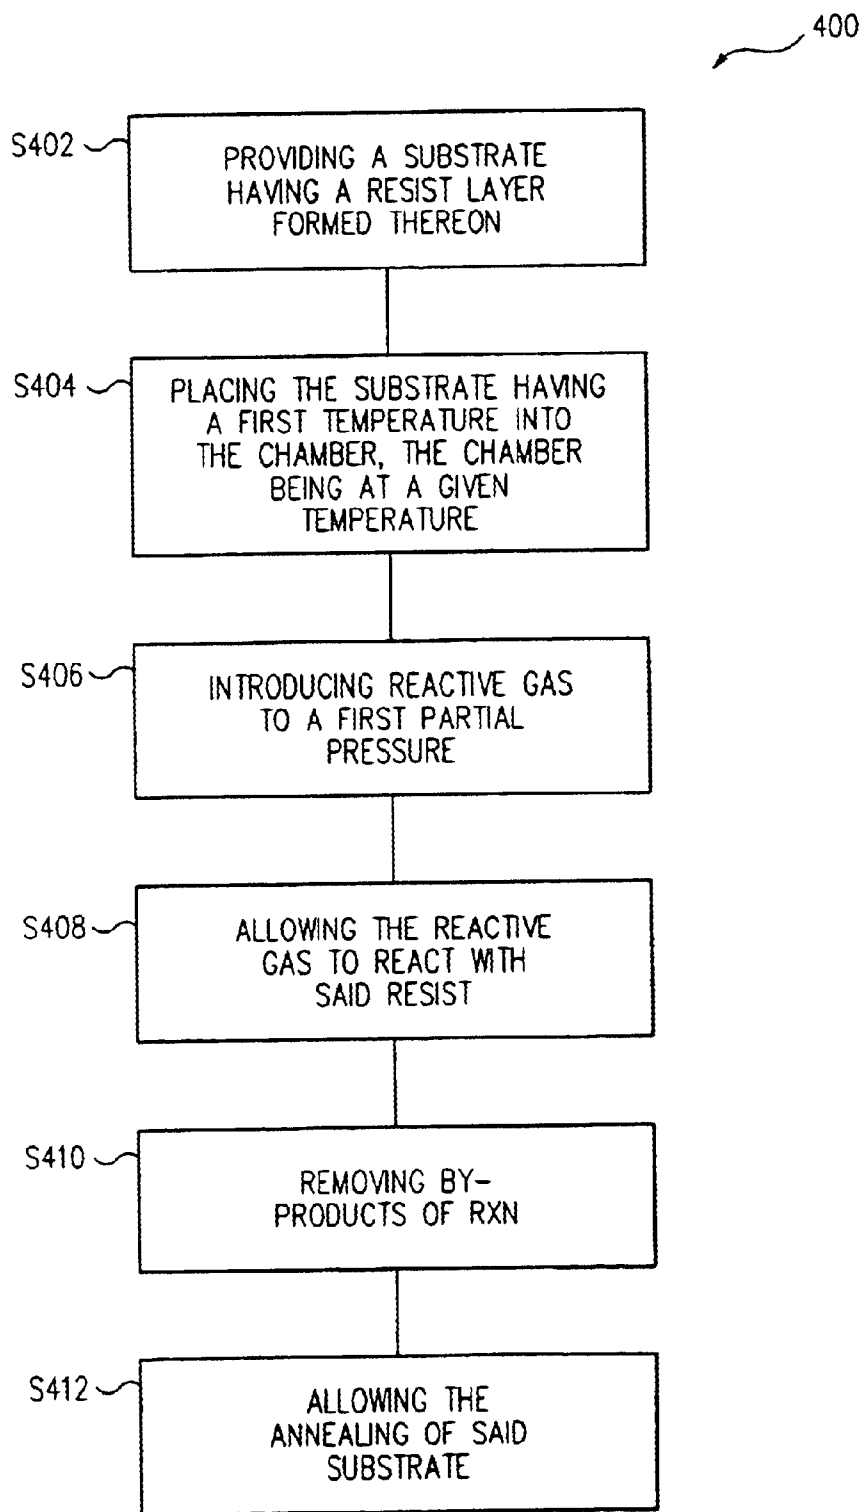 400
S402
PROVIDING A SUBSTRATE
HAVING A RESIST LAYER
FORMED THEREON
S404
PLACING THE SUBSTRATE HAVING
A FIRST TEMPERATURE INTO
THE CHAMBER, THE CHAMBER
BEING AT A GIVEN
TEMPERATURE
S406
INTRODUCING REACTIVE GAS
TO A FIRST PARTIAL
PRESSURE
S408
ALLOWING THE REACTIVE
GAS TO REACT WITH
SAID RESIST
S410
REMOVING BY-
PRODUCTS OF RXN
S412
ALLOWING THE
ANNEALING OF SAID
SUBSTRATE